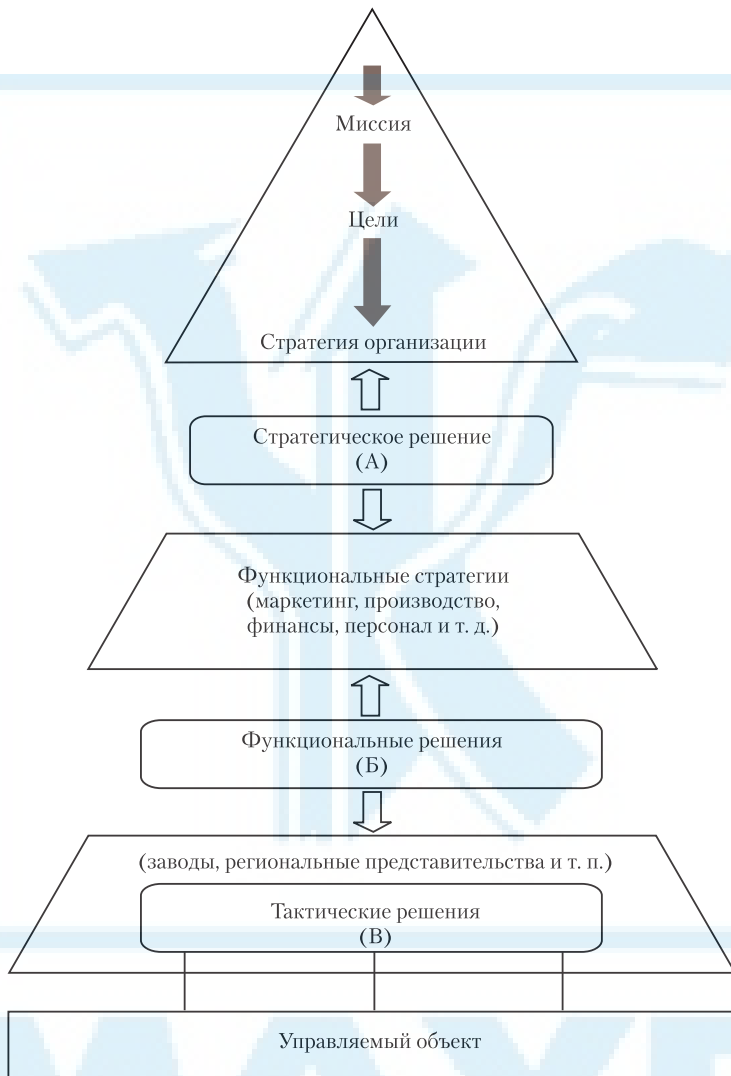 Миссия
Цели
Стратегия организации
Стратегическое решение
(А)
Функциональные стратегии
(маркетинг, производство,
финансы, персонал и т. д.)
Функциональные решения
(Б)
(заводы, региональные представительства и т. п.)
Тактические решения
(В)
Управляемый объект